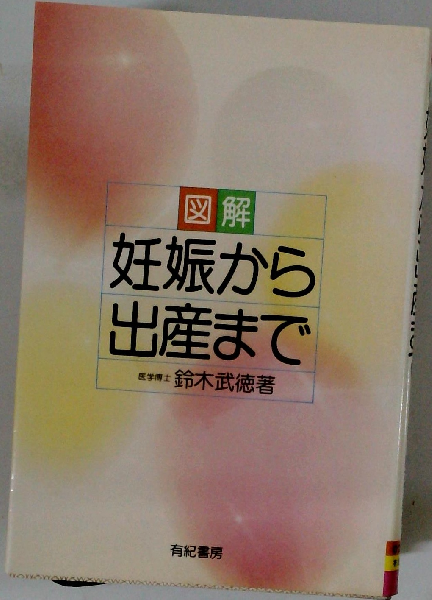 図解
妊娠から
出産まで
医学博士 鈴木武徳著
有紀書房